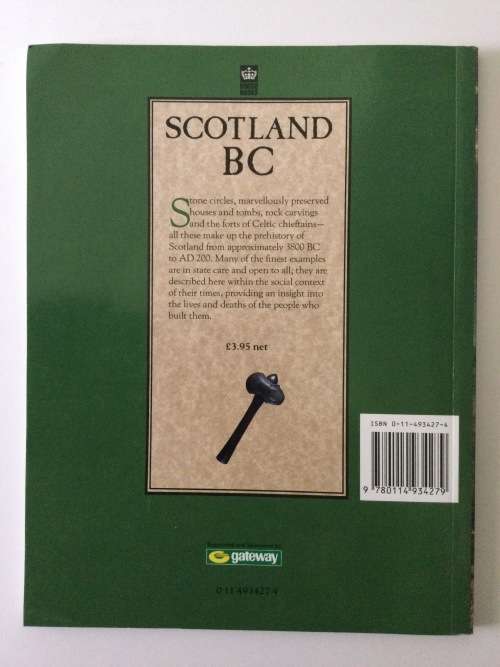 SCOTLAND
BC
Stone circles, marvellously preserved
houses and tombs, rock carvings
and the forts of Celtic chieftains—
all these make up the prehistory of
Scotland from approximately 3800 BC
to AD 200. Many of the finest examples
are in state care and open to all; they are
described here within the social context
of their times, providing an insight into
the lives and deaths of the people who
built them.
£3.95 net
ISBN 0-11-493427-4
9 780114 934279
gateway
0 11 493427 4